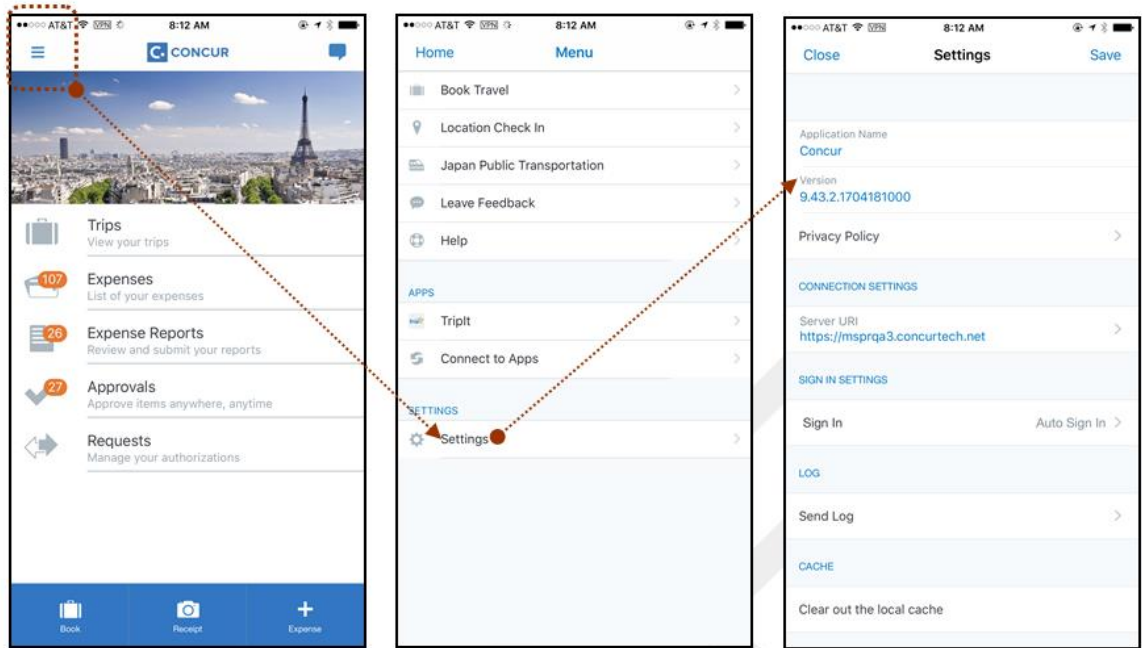 AT&T VPN 8:12 AM
CONCUR
Trips
View your trips
107
Expenses
List of your expenses
26
Expense Reports
Review and submit your reports
27
Approvals
Approve items anywhere, anytime
Requests
Manage your authorizations
Book Receipt Expense
AT&T VPN 8:12 AM
Home Menu
Book Travel
Location Check In
Japan Public Transportation
Leave Feedback
Help
APPS
TripIt
Connect to Apps
SETTINGS
Settings
AT&T VPN 8:12 AM
Close Settings Save
Application Name
Concur
Version
9.43.2.1704181000
Privacy Policy
CONNECTION SETTINGS
Server URI
https://msprqa3.concurtech.net
SIGN IN SETTINGS
Sign In Auto Sign In
LOG
Send Log
CACHE
Clear out the local cache